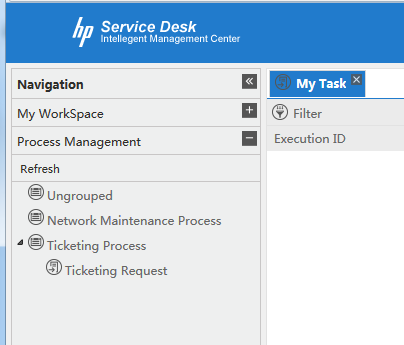 hp Service Desk
Intellegent Management Center
Navigation
My WorkSpace
Process Management
Refresh
Ungrouped
Network Maintenance Process
Ticketing Process
Ticketing Request
My Task
Filter
Execution ID